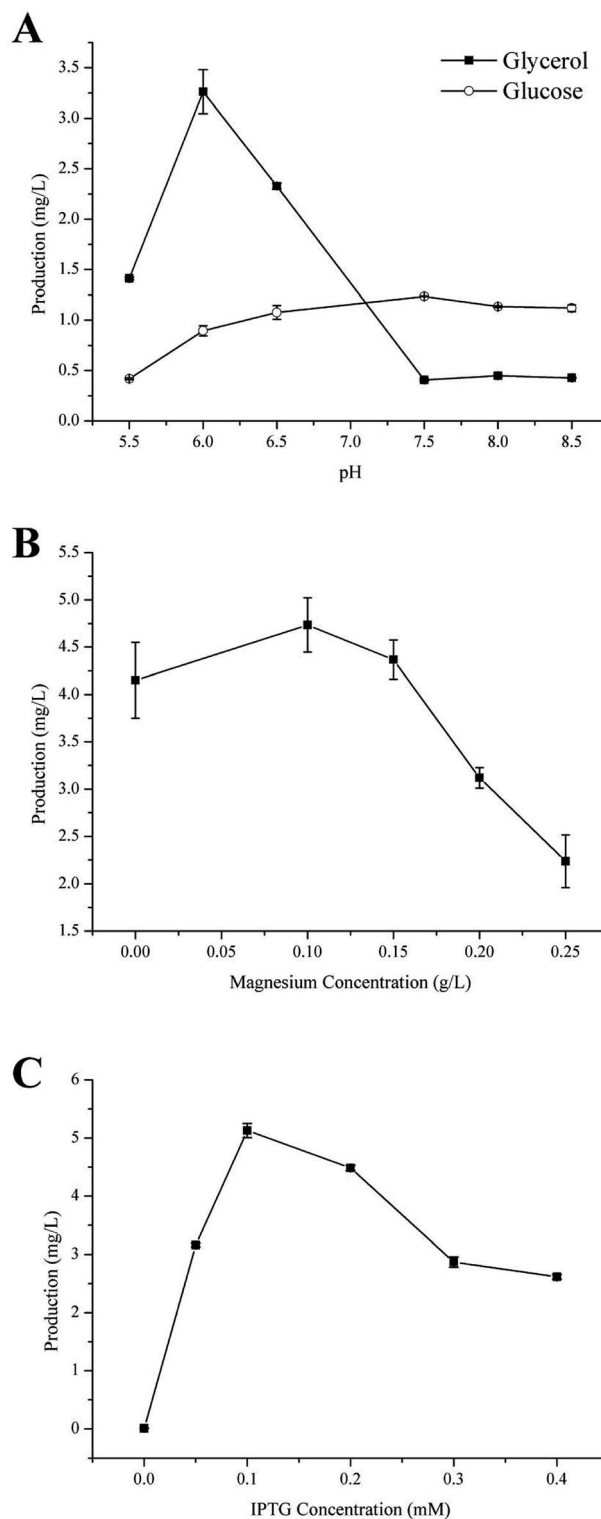 A
Glycerol
Glucose
3.5
3.0
2.5
2.0
1.5
1.0
0.5
0.0
Production (mg/L)
5.5 6.0 6.5 7.0 7.5 8.0 8.5
pH
B
5.5
5.0
4.5
4.0
3.5
3.0
2.5
2.0
1.5
Production (mg/L)
0.00 0.05 0.10 0.15 0.20 0.25
Magnesium Concentration (g/L)
C
6
5
4
3
2
1
0
Production (mg/L)
0.0 0.1 0.2 0.3 0.4
IPTG Concentration (mM)